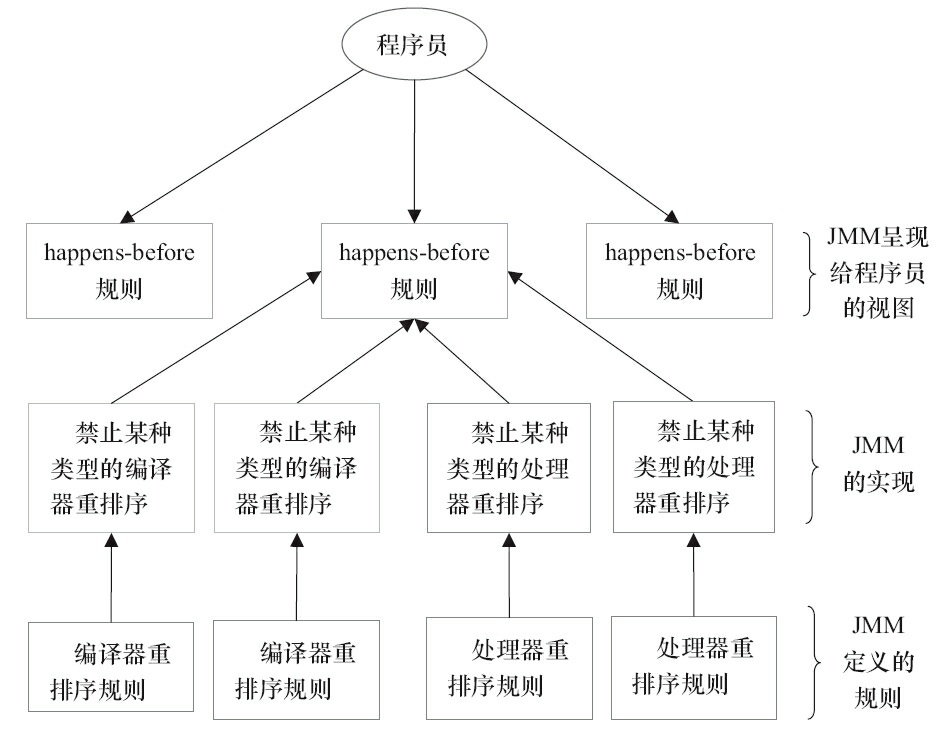 程序员
happens-before
规则
happens-before
规则
happens-before
规则
JMM呈现
给程序员
的视图
禁止某种
类型的编译
器重排序
禁止某种
类型的编译
器重排序
禁止某种
类型的处理
器重排序
禁止某种
类型的处理
器重排序
JMM
的实现
编译器重
排序规则
编译器重
排序规则
处理器重
排序规则
处理器重
排序规则
JMM
定义的
规则